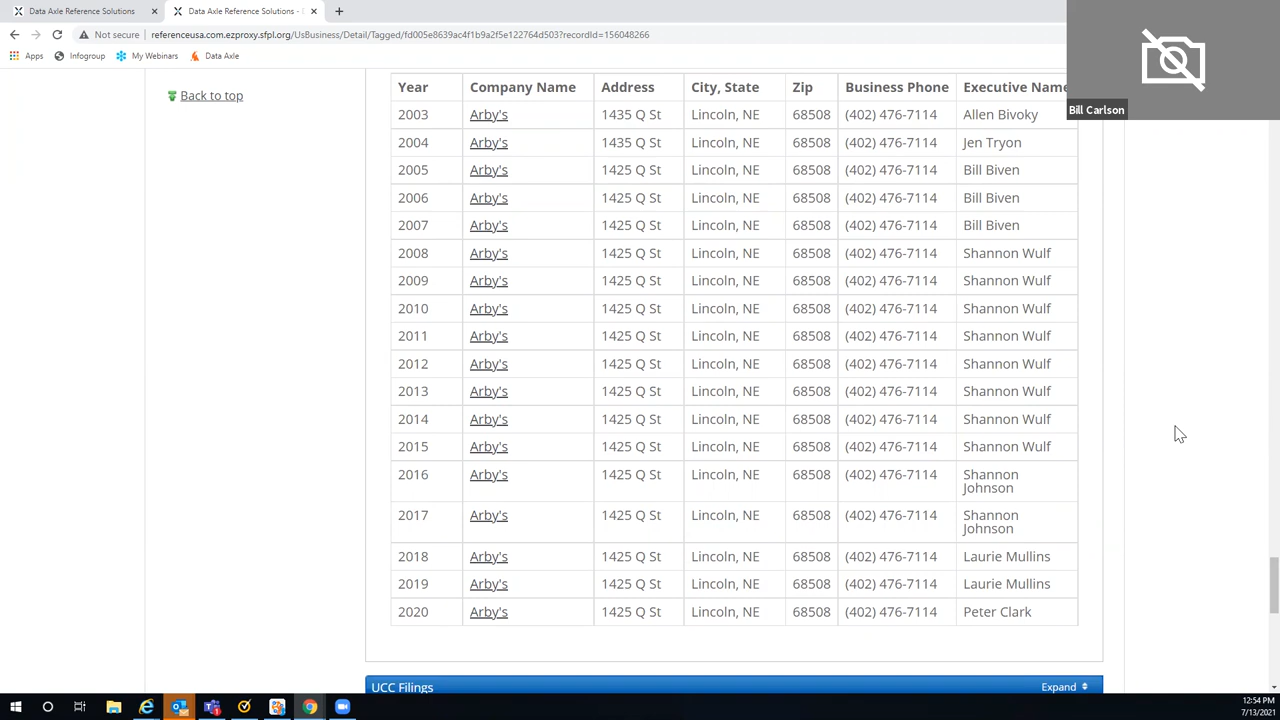 Data Axle Reference Solutions
Data Axle Reference Solutions -
Not secure
referenceusa.com.ezproxy.sfpl.org/UsBusiness/Detail/Tagged/fd005e8639ac4f1b9a2f5e122764d503?recordId=156048266
Apps Infogroup My Webinars Data Axle
Bill Carlson
Back to top
Year Company Name Address City, State Zip Business Phone Executive Name
2003 Arby's 1435 Q St Lincoln, NE 68508 (402) 476-7114 Allen Bivoky
2004 Arby's 1435 Q St Lincoln, NE 68508 (402) 476-7114 Jen Tryon
2005 Arby's 1425 Q St Lincoln, NE 68508 (402) 476-7114 Bill Biven
2006 Arby's 1425 Q St Lincoln, NE 68508 (402) 476-7114 Bill Biven
2007 Arby's 1425 Q St Lincoln, NE 68508 (402) 476-7114 Bill Biven
2008 Arby's 1425 Q St Lincoln, NE 68508 (402) 476-7114 Shannon Wulf
2009 Arby's 1425 Q St Lincoln, NE 68508 (402) 476-7114 Shannon Wulf
2010 Arby's 1425 Q St Lincoln, NE 68508 (402) 476-7114 Shannon Wulf
2011 Arby's 1425 Q St Lincoln, NE 68508 (402) 476-7114 Shannon Wulf
2012 Arby's 1425 Q St Lincoln, NE 68508 (402) 476-7114 Shannon Wulf
2013 Arby's 1425 Q St Lincoln, NE 68508 (402) 476-7114 Shannon Wulf
2014 Arby's 1425 Q St Lincoln, NE 68508 (402) 476-7114 Shannon Wulf
2015 Arby's 1425 Q St Lincoln, NE 68508 (402) 476-7114 Shannon Wulf
2016 Arby's 1425 Q St Lincoln, NE 68508 (402) 476-7114 Shannon
Johnson
2017 Arby's 1425 Q St Lincoln, NE 68508 (402) 476-7114 Shannon
Johnson
2018 Arby's 1425 Q St Lincoln, NE 68508 (402) 476-7114 Laurie Mullins
2019 Arby's 1425 Q St Lincoln, NE 68508 (402) 476-7114 Laurie Mullins
2020 Arby's 1425 Q St Lincoln, NE 68508 (402) 476-7114 Peter Clark
UCC Filings Expand
12:54 PM
7/13/2021